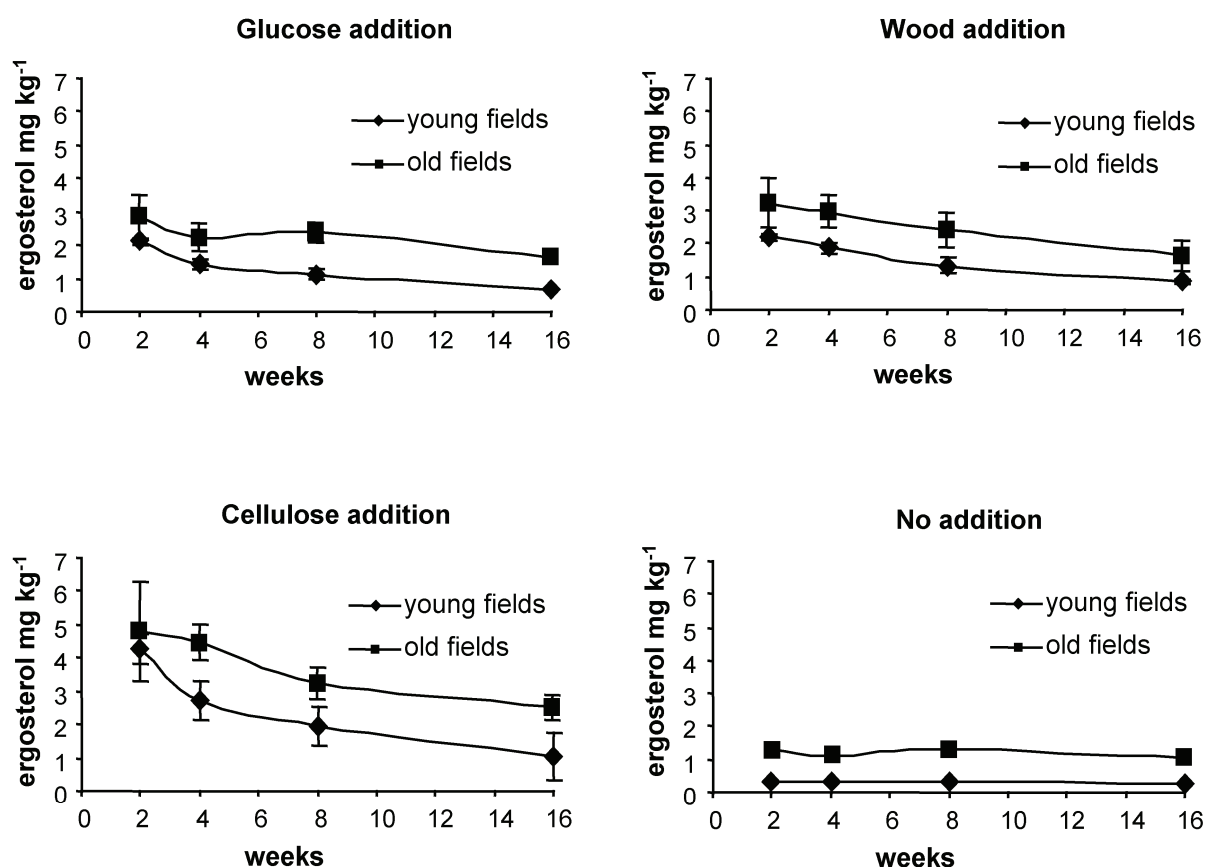 Glucose addition
ergosterol mg kg-1
7
6
5
4
3
2
1
0
young fields
old fields
0 2 4 6 8 10 12 14 16
weeks
Wood addition
ergosterol mg kg-1
7
6
5
4
3
2
1
0
young fields
old fields
0 2 4 6 8 10 12 14 16
weeks
Cellulose addition
ergosterol mg kg-1
7
6
5
4
3
2
1
0
young fields
old fields
0 2 4 6 8 10 12 14 16
weeks
No addition
ergosterol mg kg-1
7
6
5
4
3
2
1
0
young fields
old fields
0 2 4 6 8 10 12 14 16
weeks